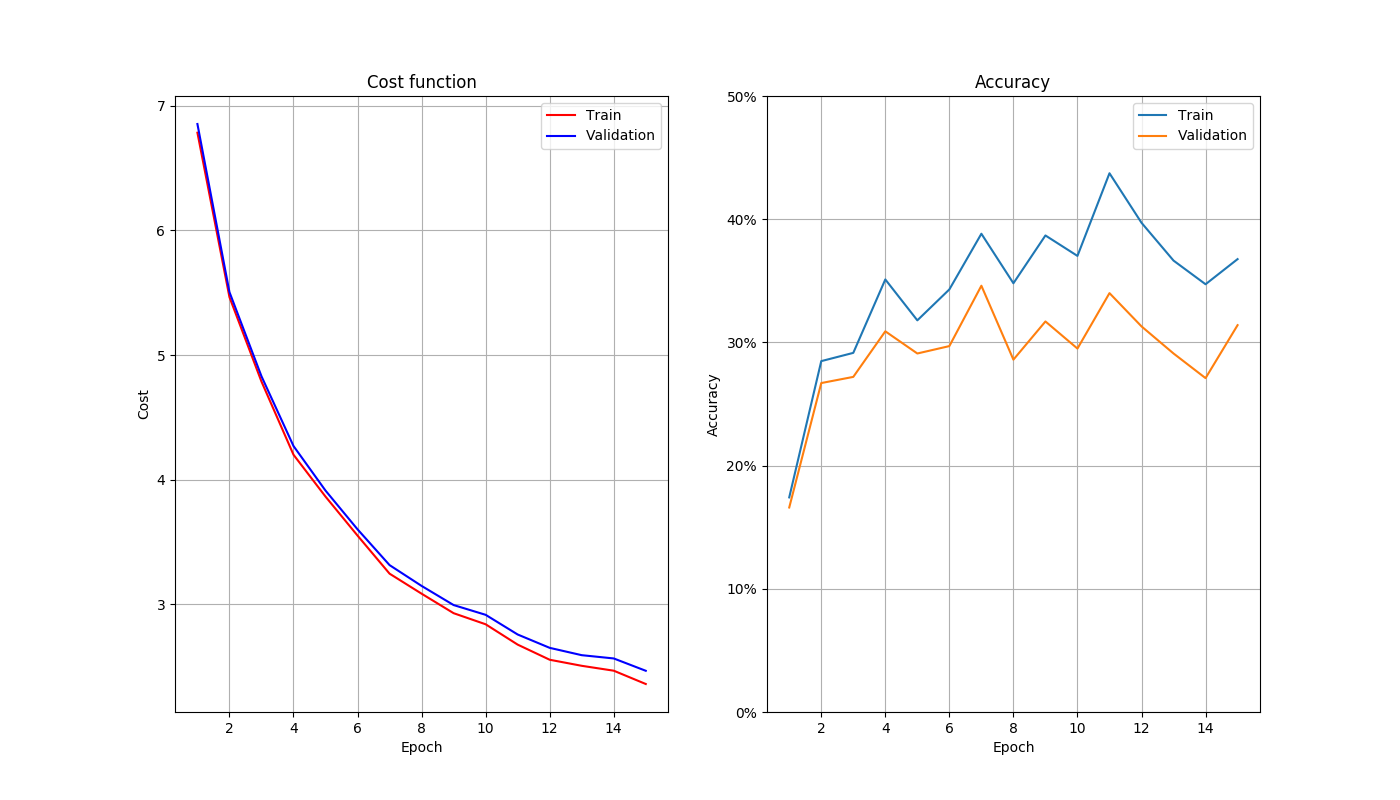 Cost function
7
6
5
4
3
Cost
2 4 6 8 10 12 14
Epoch
Train
Validation
Accuracy
50%
40%
30%
20%
10%
0%
Accuracy
2 4 6 8 10 12 14
Epoch
Train
Validation